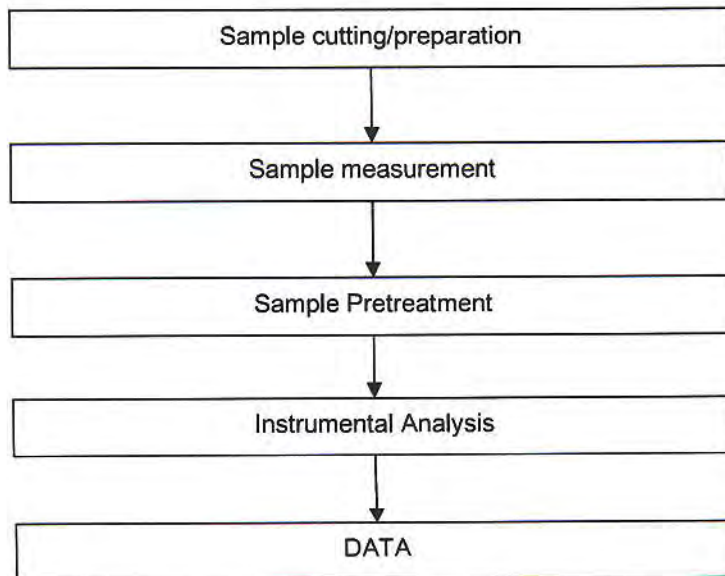 Sample cutting/preparation
Sample measurement
Sample Pretreatment
Instrumental Analysis
DATA